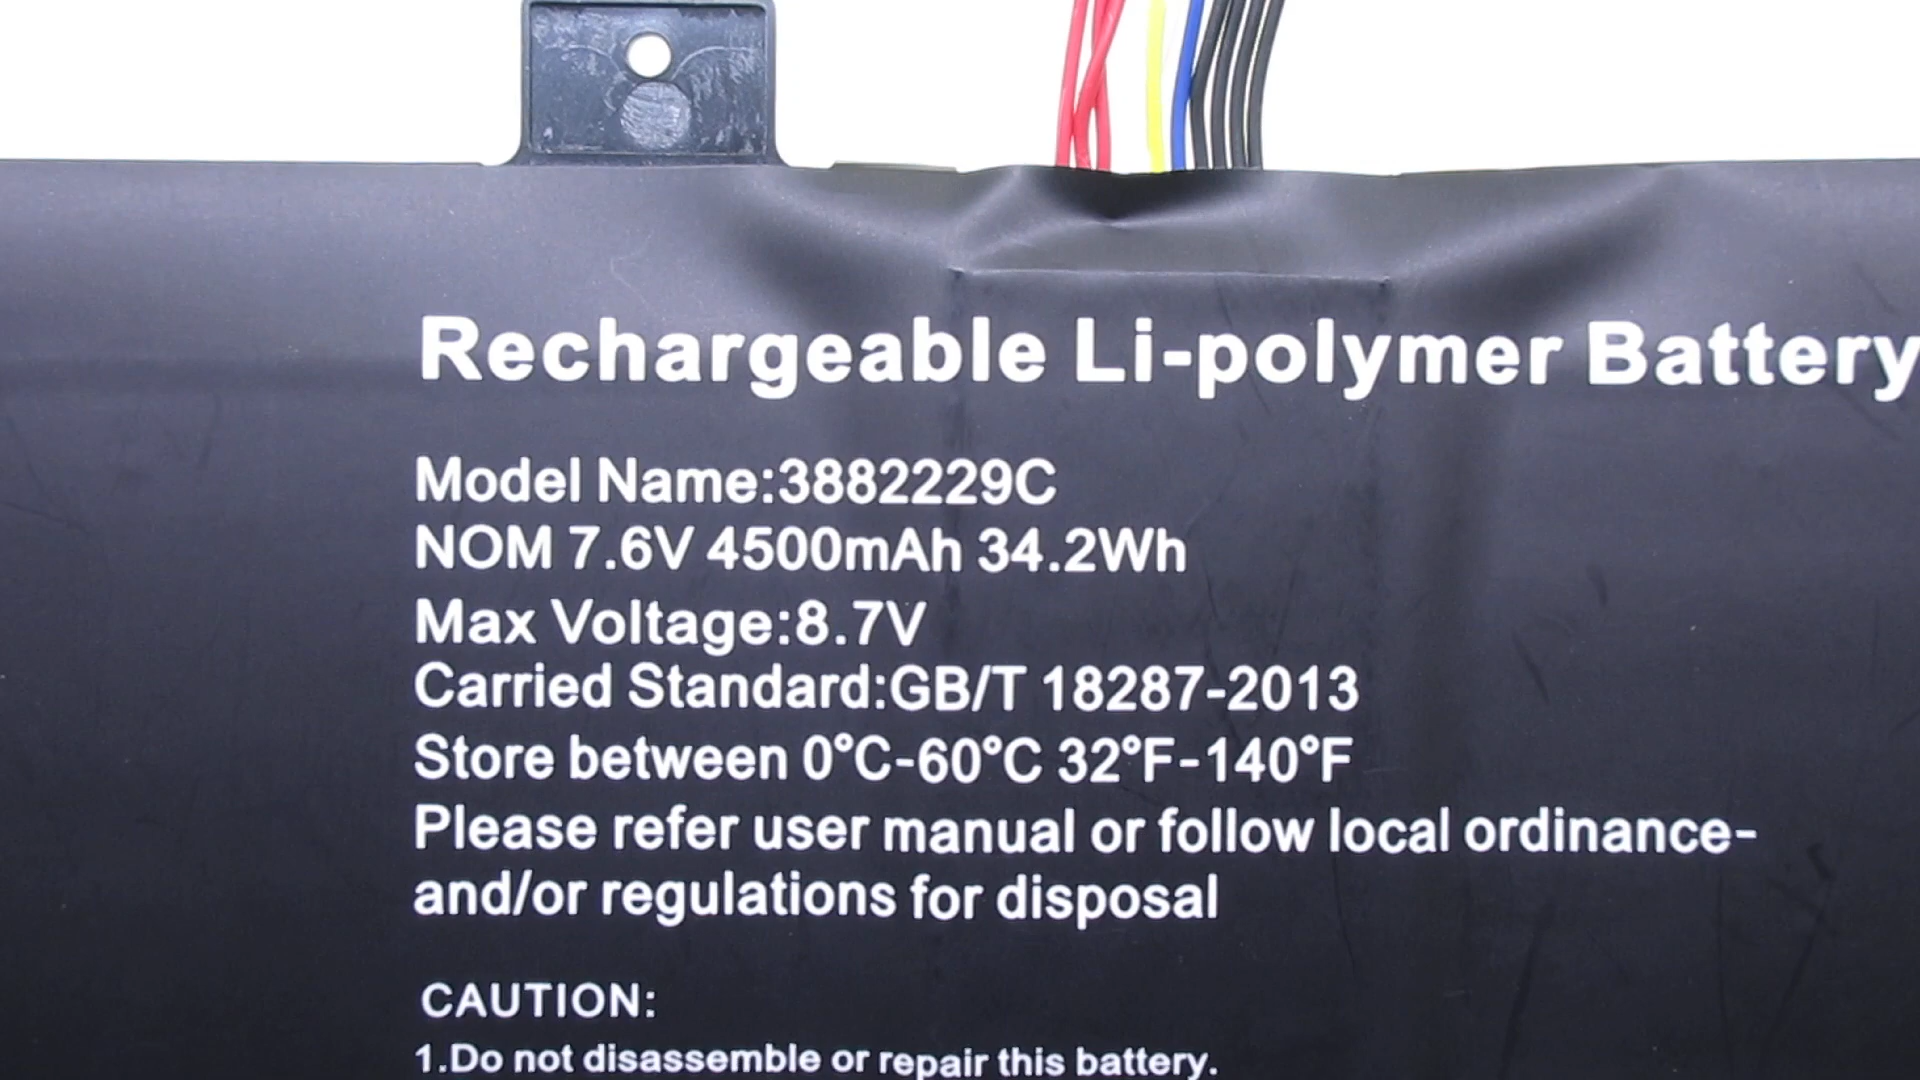 Rechargeable Li-polymer Battery
Model Name:3882229C
NOM 7.6V 4500mAh 34.2Wh
Max Voltage:8.7V
Carried Standard:GB/T 18287-2013
Store between 0°C-60°C 32°F-140°F
Please refer user manual or follow local ordinance-
and/or regulations for disposal
CAUTION:
1.Do not disassemble or repair this battery.